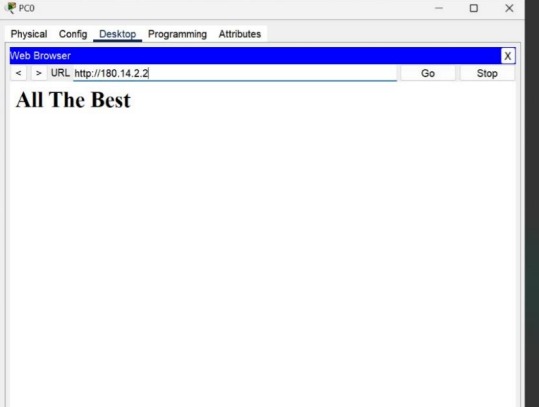 PC0
Physical Config Desktop Programming Attributes
Web Browser X
< > URL http://180.14.2.2 Go Stop
All The Best